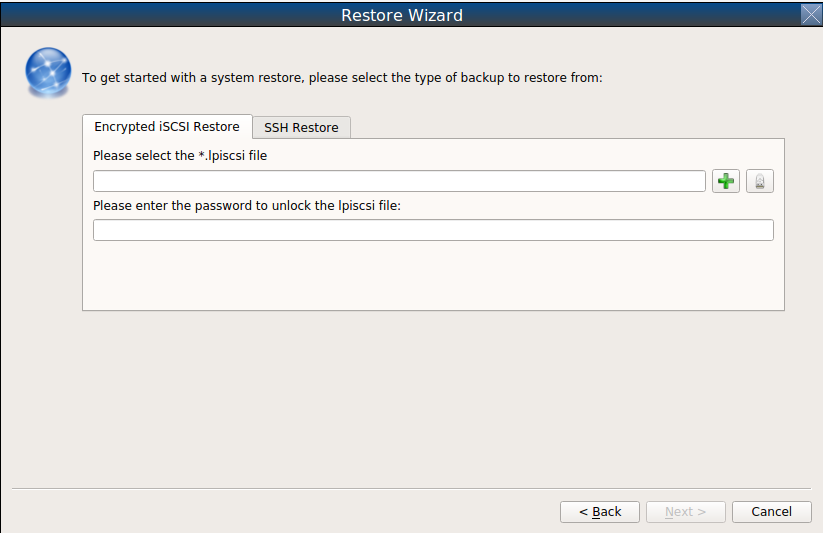 Restore Wizard
To get started with a system restore, please select the type of backup to restore from:
Encrypted iSCSI Restore
SSH Restore
Please select the *.lpiscsi file
Please enter the password to unlock the lpiscsi file:
< Back
Next >
Cancel